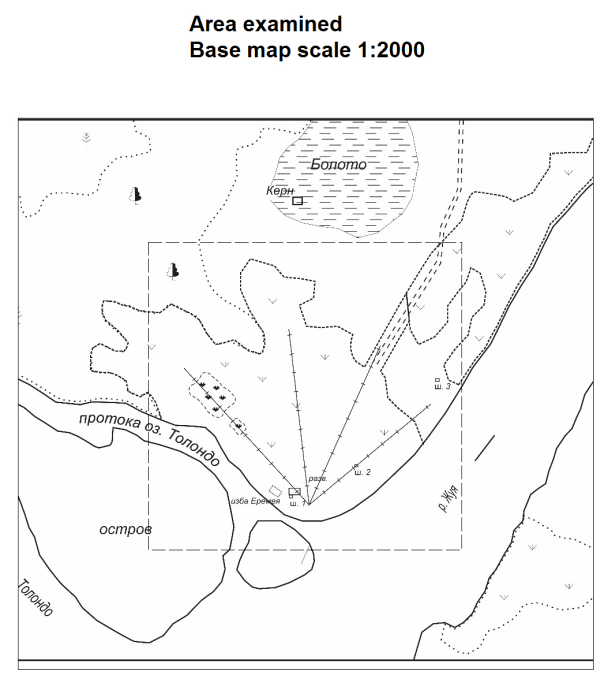 Area examined
Base map scale 1:2000
Болото
Керн
протока оз. Толондо
ш. 3
ш. 2
разв.
изба Еремея
ш. 1
р. Жуя
остров
Толондо